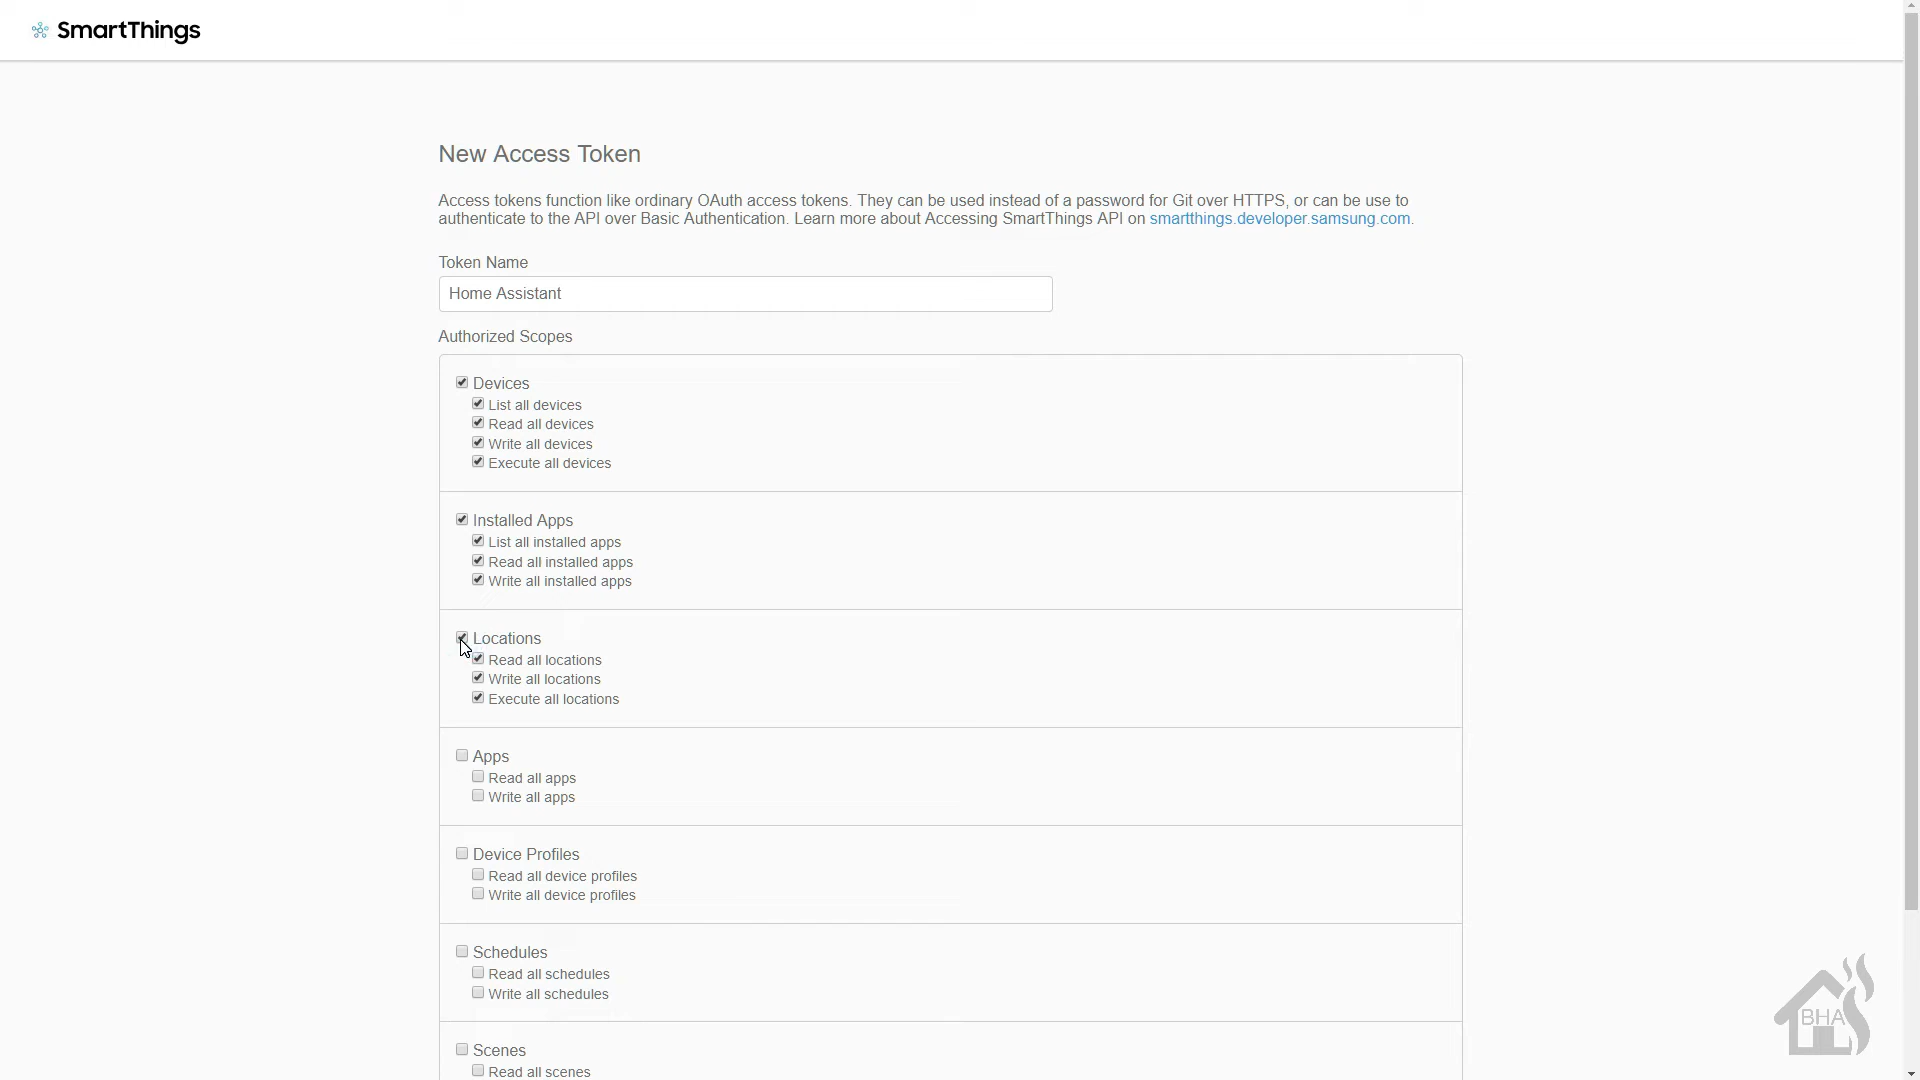 SmartThings
New Access Token
Access tokens function like ordinary OAuth access tokens. They can be used instead of a password for Git over HTTPS, or can be use to
authenticate to the API over Basic Authentication. Learn more about Accessing SmartThings API on smartthings.developer.samsung.com.
Token Name
Home Assistant
Authorized Scopes
Devices
List all devices
Read all devices
Write all devices
Execute all devices
Installed Apps
List all installed apps
Read all installed apps
Write all installed apps
Locations
Read all locations
Write all locations
Execute all locations
Apps
Read all apps
Write all apps
Device Profiles
Read all device profiles
Write all device profiles
Schedules
Read all schedules
Write all schedules
Scenes
Read all scenes
BHA